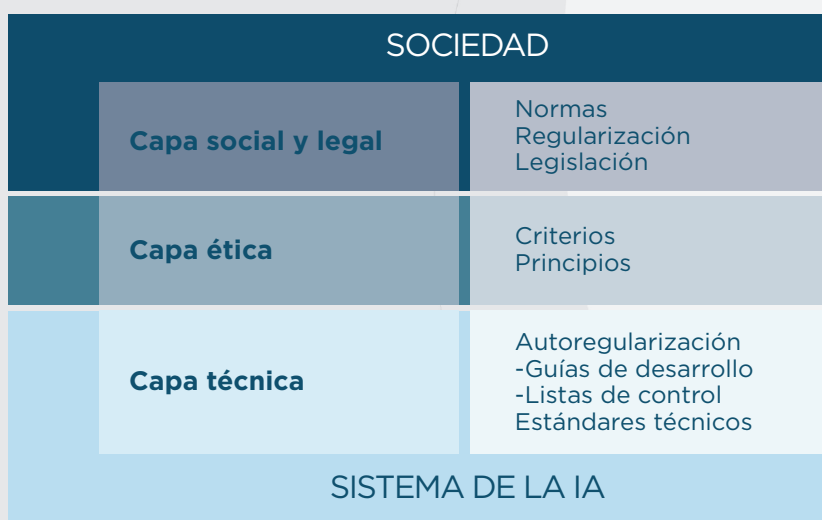 SOCIEDAD
Capa social y legal
Normas
Regularización
Legislación
Capa ética
Criterios
Principios
Capa técnica
Autoregularización
-Guías de desarrollo
-Listas de control
Estándares técnicos
SISTEMA DE LA IA